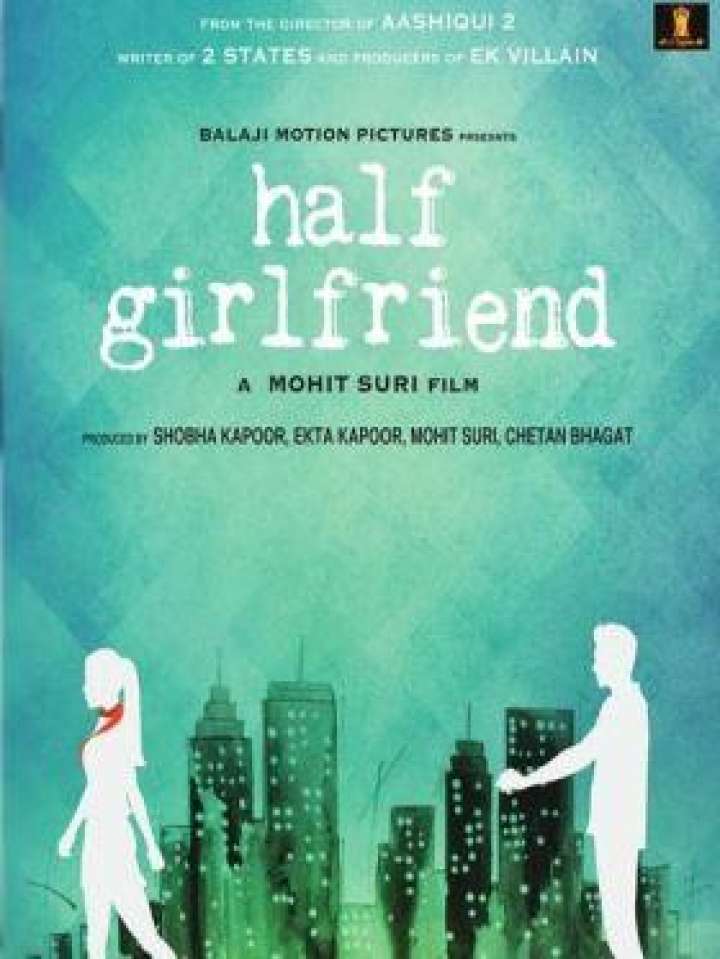 FROM THE DIRECTOR OF AASHIQUI 2
WRITER OF 2 STATES AND PRODUCERS OF EK VILLAIN
BALAJI MOTION PICTURES PRESENTS
half
girlfriend
A MOHIT SURI FILM
PRODUCED BY SHOBHA KAPOOR, EKTA KAPOOR, MOHIT SURI, CHETAN BHAGAT